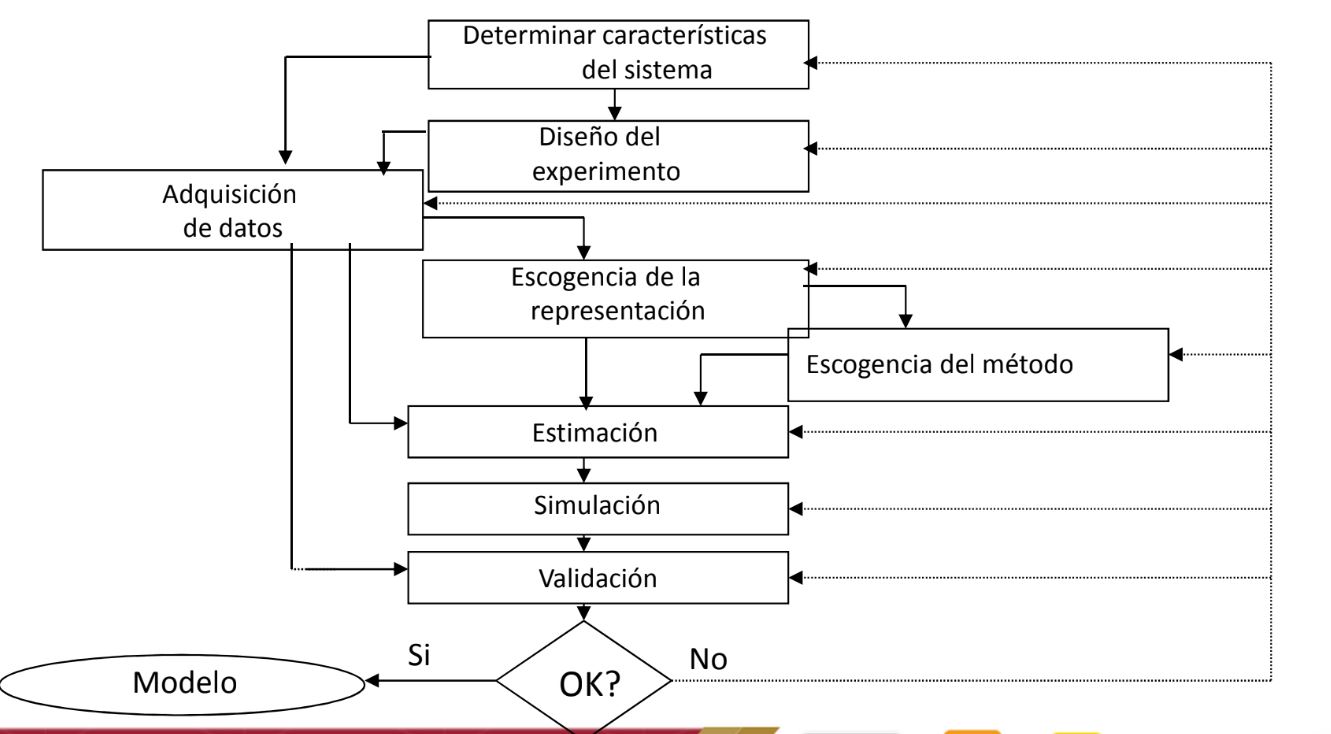 Determinar características
del sistema
Diseño del
experimento
Adquisición
de datos
Escogencia de la
representación
Escogencia del método
Estimación
Simulación
Validación
Si
No
OK?
Modelo